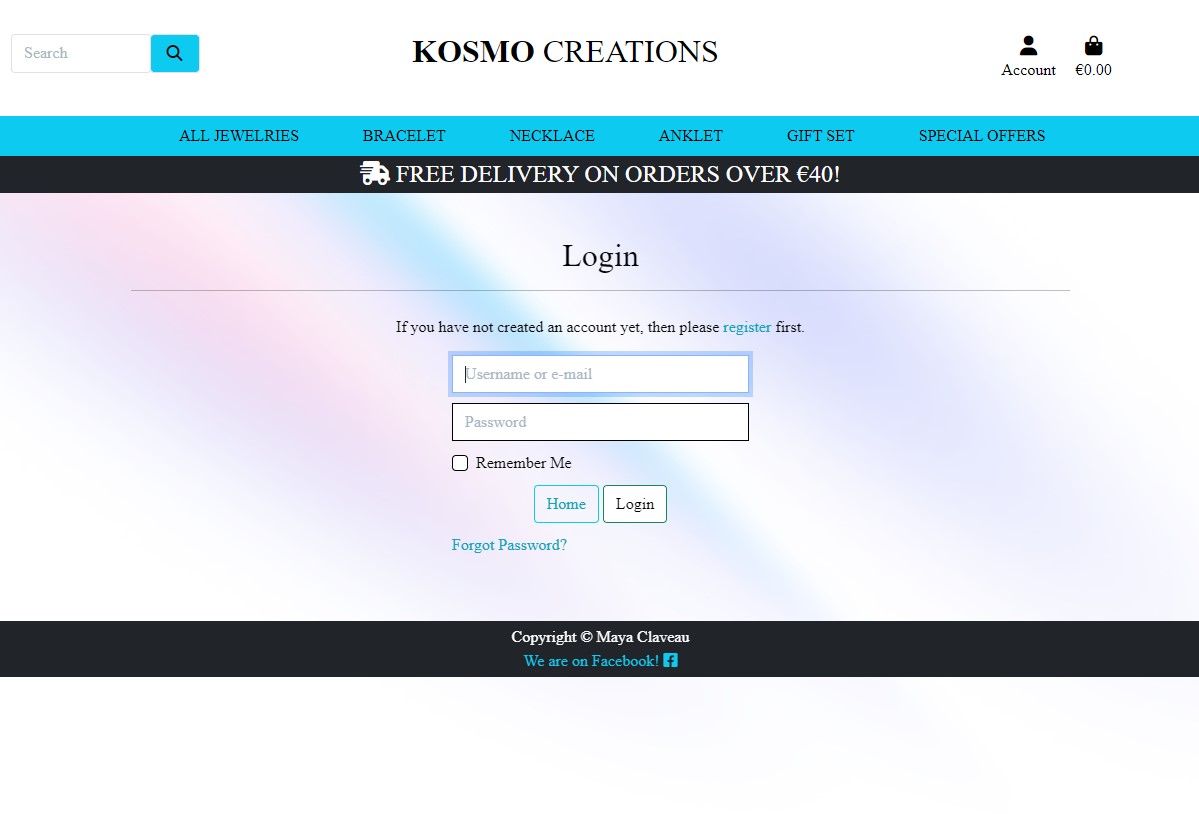 Search
KOSMO CREATIONS
Account
€0.00
ALL JEWELRIES
BRACELET
NECKLACE
ANKLET
GIFT SET
SPECIAL OFFERS
FREE DELIVERY ON ORDERS OVER €40!
Login
If you have not created an account yet, then please register first.
Username or e-mail
Password
Remember Me
Home
Login
Forgot Password?
Copyright © Maya Claveau
We are on Facebook!